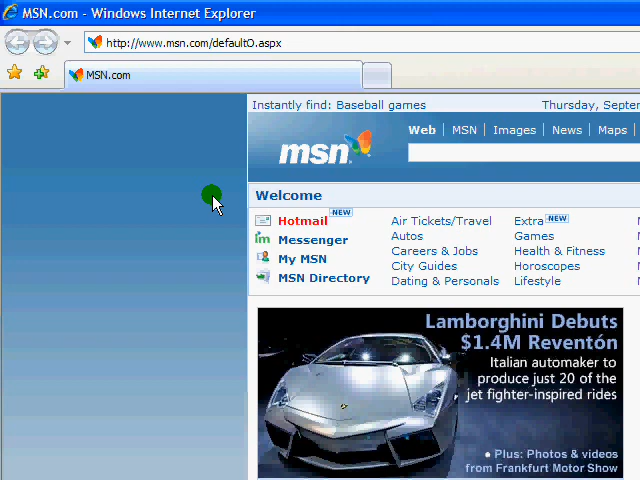 MSN.com - Windows Internet Explorer
http://www.msn.com/defaultO.aspx
MSN.com
Instantly find: Baseball games
Thursday, Septer
msn
Web | MSN | Images | News | Maps |
Welcome
Hotmail NEW
Messenger
My MSN
MSN Directory
Air Tickets/Travel
Autos
Careers & Jobs
City Guides
Dating & Personals
Extra NEW
Games
Health & Fitness
Horoscopes
Lifestyle
Lamborghini Debuts
$1.4M Reventón
Italian automaker to
produce just 20 of the
jet fighter-inspired rides
Plus: Photos & videos
from Frankfurt Motor Show